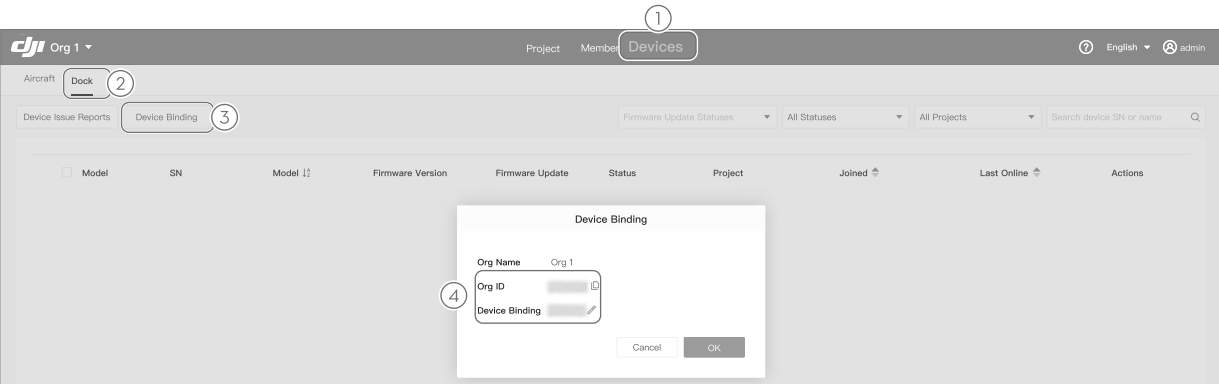 1
dji Org 1 Project Member Devices ? English admin
Aircraft Dock 2
Device Issue Reports Device Binding 3 Firmware Update Statuses All Statuses All Projects Search device SN or name
Model SN Model Firmware Version Firmware Update Status Project Joined Last Online Actions
Device Binding
Org Name Org 1
Org ID
4
Device Binding
Cancel OK